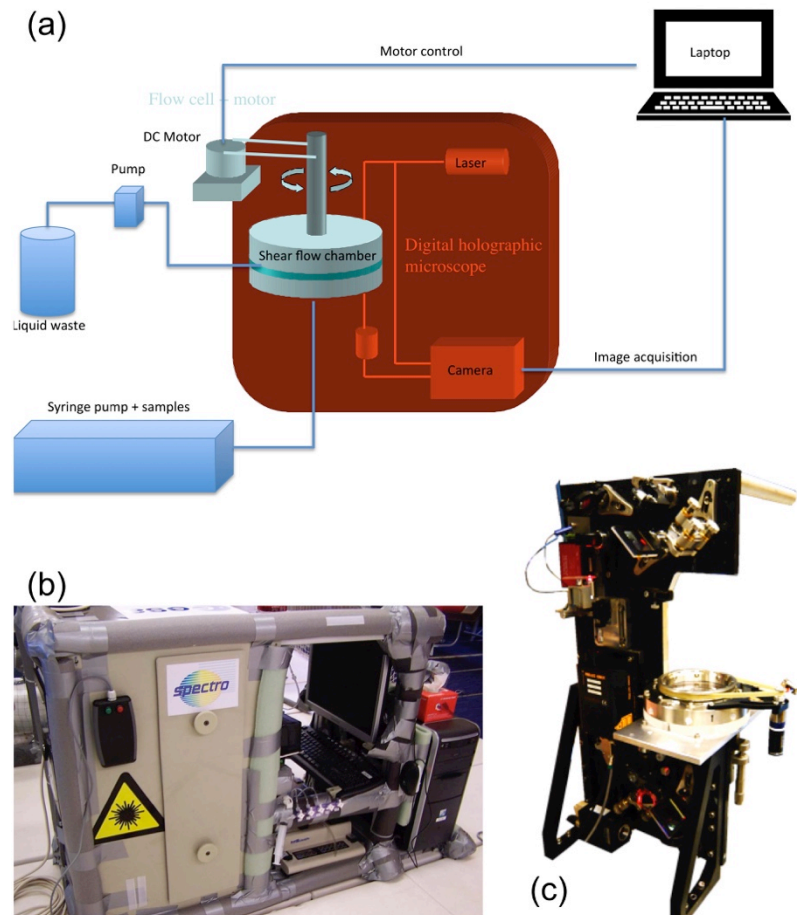 (a)
Motor control
Laptop
Flow cell + motor
DC Motor
Laser
Pump
Shear flow chamber
Digital holographic
microscope
Liquid waste
Camera
Image acquisition
Syringe pump + samples
(b)
spectro
(c)